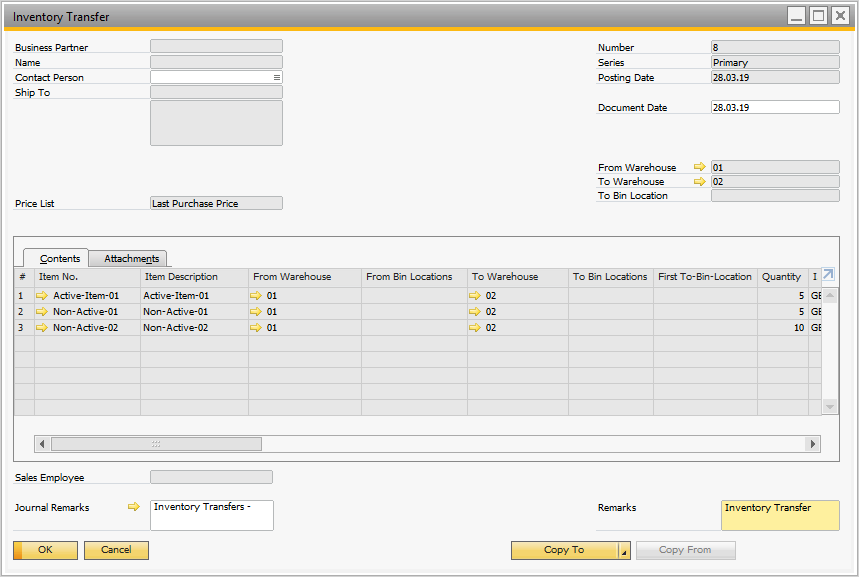 Inventory Transfer
Business Partner
Name
Contact Person
Ship To
Number 8
Series Primary
Posting Date 28.03.19
Document Date 28.03.19
From Warehouse 01
To Warehouse 02
To Bin Location
Price List Last Purchase Price
Contents Attachments
# Item No. Item Description From Warehouse From Bin Locations To Warehouse To Bin Locations First To-Bin-Location Quantity I
1 Active-Item-01 Active-Item-01 01 02 5 GE
2 Non-Active-01 Non-Active-01 01 02 5 GE
3 Non-Active-02 Non-Active-02 01 02 10 GE
Sales Employee
Journal Remarks Inventory Transfers -
Remarks Inventory Transfer
OK Cancel Copy To Copy From